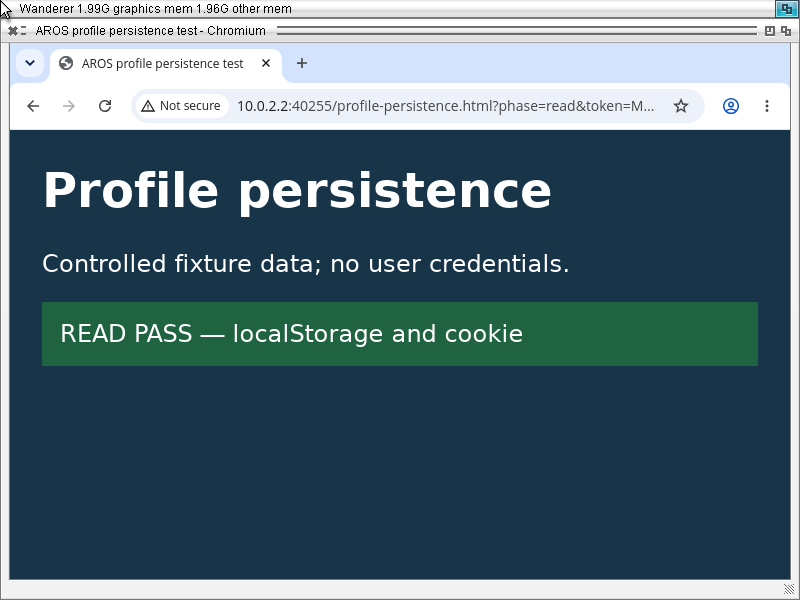 Wanderer 1.99G graphics mem 1.96G other mem
AROS profile persistence test - Chromium
AROS profile persistence test
Not secure 10.0.2.2:40255/profile-persistence.html?phase=read&token=M...
Profile persistence
Controlled fixture data; no user credentials.
READ PASS — localStorage and cookie